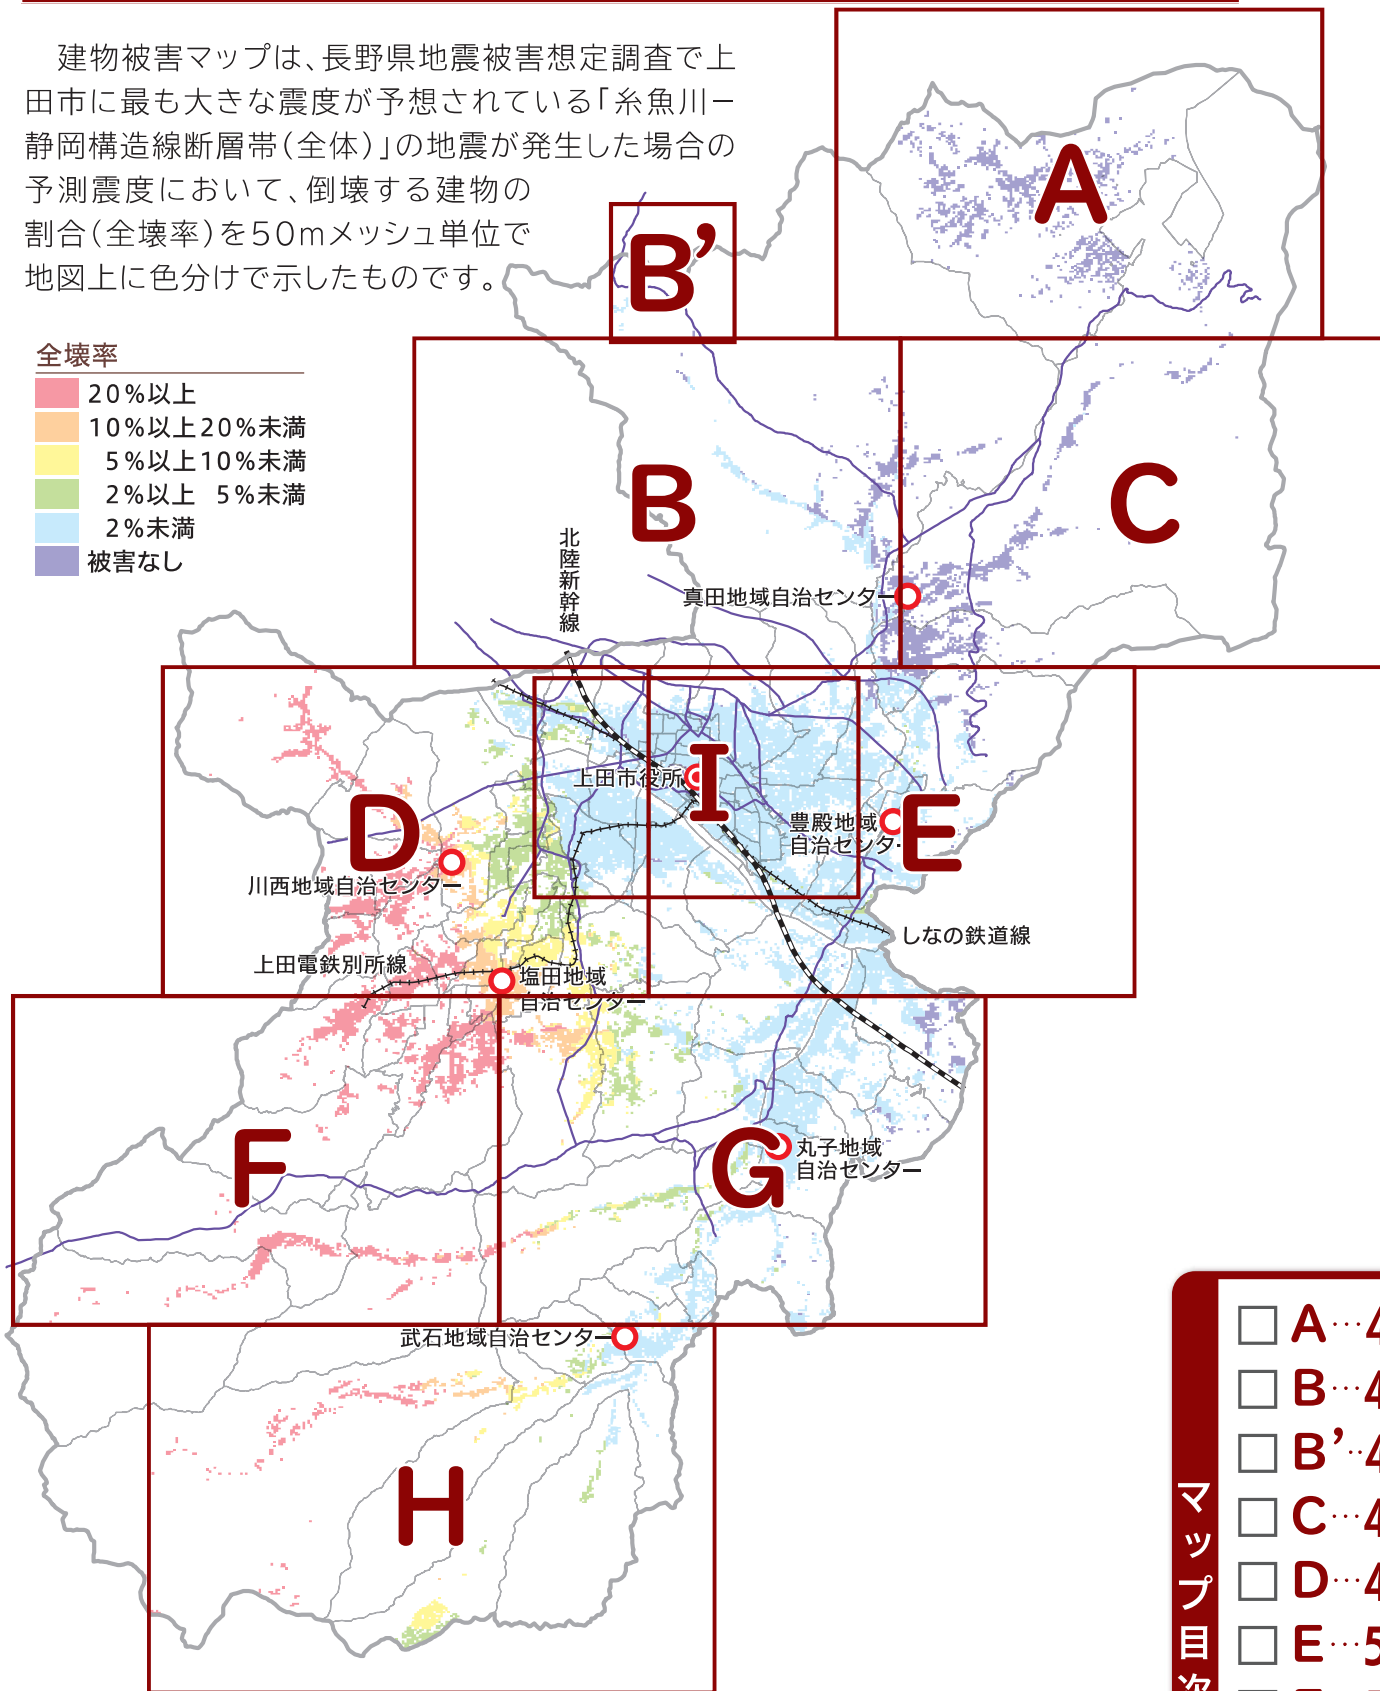 建物被害マップは、長野県地震被害想定調査で上
田市に最も大きな震度が予想されている「糸魚川－
静岡構造線断層帯（全体）」の地震が発生した場合の
予測震度において、倒壊する建物の
割合（全壊率）を50mメッシュ単位で
地図上に色分けで示したものです。
全壊率
20%以上
10%以上20%未満
5%以上10%未満
2%以上 5%未満
2%未満
被害なし
A
B’
B
C
北陸新幹線
真田地域自治センター
I
上田市役所
D
E
豊殿地域
自治センタ
川西地域自治センター
しなの鉄道線
上田電鉄別所線
塩田地域
自治センター
F
G
丸子地域
自治センター
武石地域自治センター
H
マップ目次
A…4
B…4
B’…4
C…4
D…4
E…5